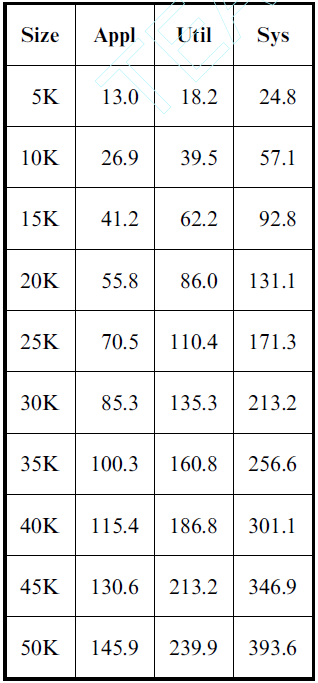 Size Appl Util Sys
5K 13.0 18.2 24.8
10K 26.9 39.5 57.1
15K 41.2 62.2 92.8
20K 55.8 86.0 131.1
25K 70.5 110.4 171.3
30K 85.3 135.3 213.2
35K 100.3 160.8 256.6
40K 115.4 186.8 301.1
45K 130.6 213.2 346.9
50K 145.9 239.9 393.6